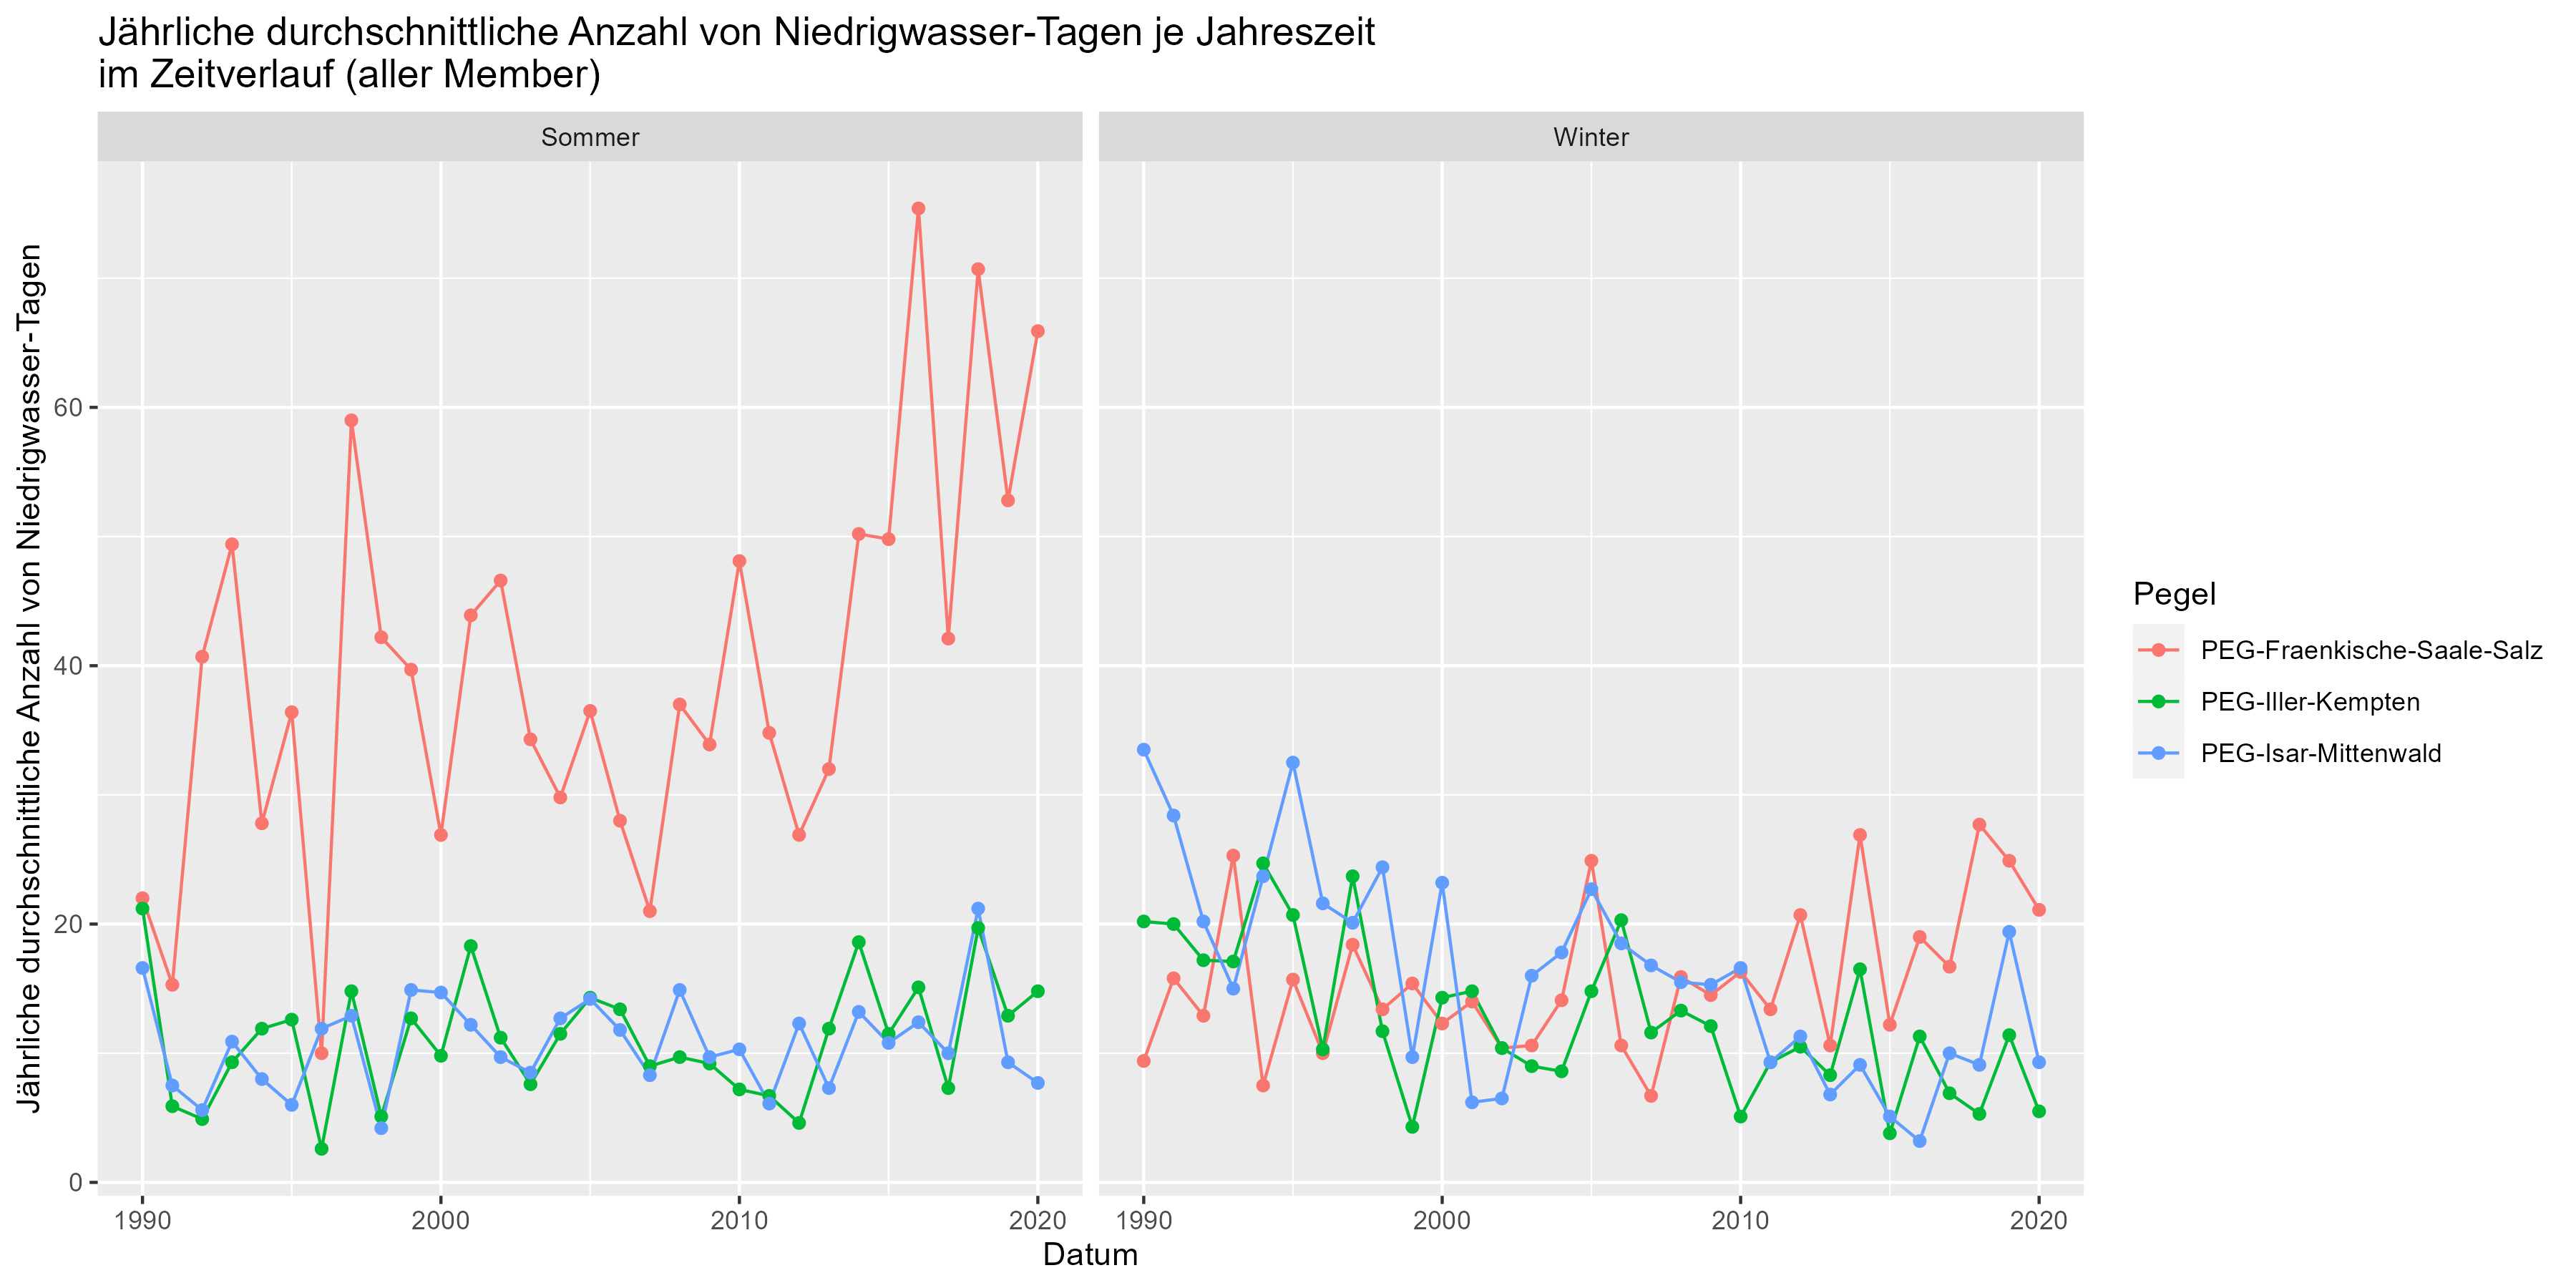 Jährliche durchschnittliche Anzahl von Niedrigwasser-Tagen je Jahreszeit
im Zeitverlauf (aller Member)
Sommer
Winter
Jährliche durchschnittliche Anzahl von Niedrigwasser-Tagen
60
40
20
0
1990 2000 2010 2020
1990 2000 2010 2020
Datum
Pegel
PEG-Fraenkische-Saale-Salz
PEG-Iller-Kempten
PEG-Isar-Mittenwald